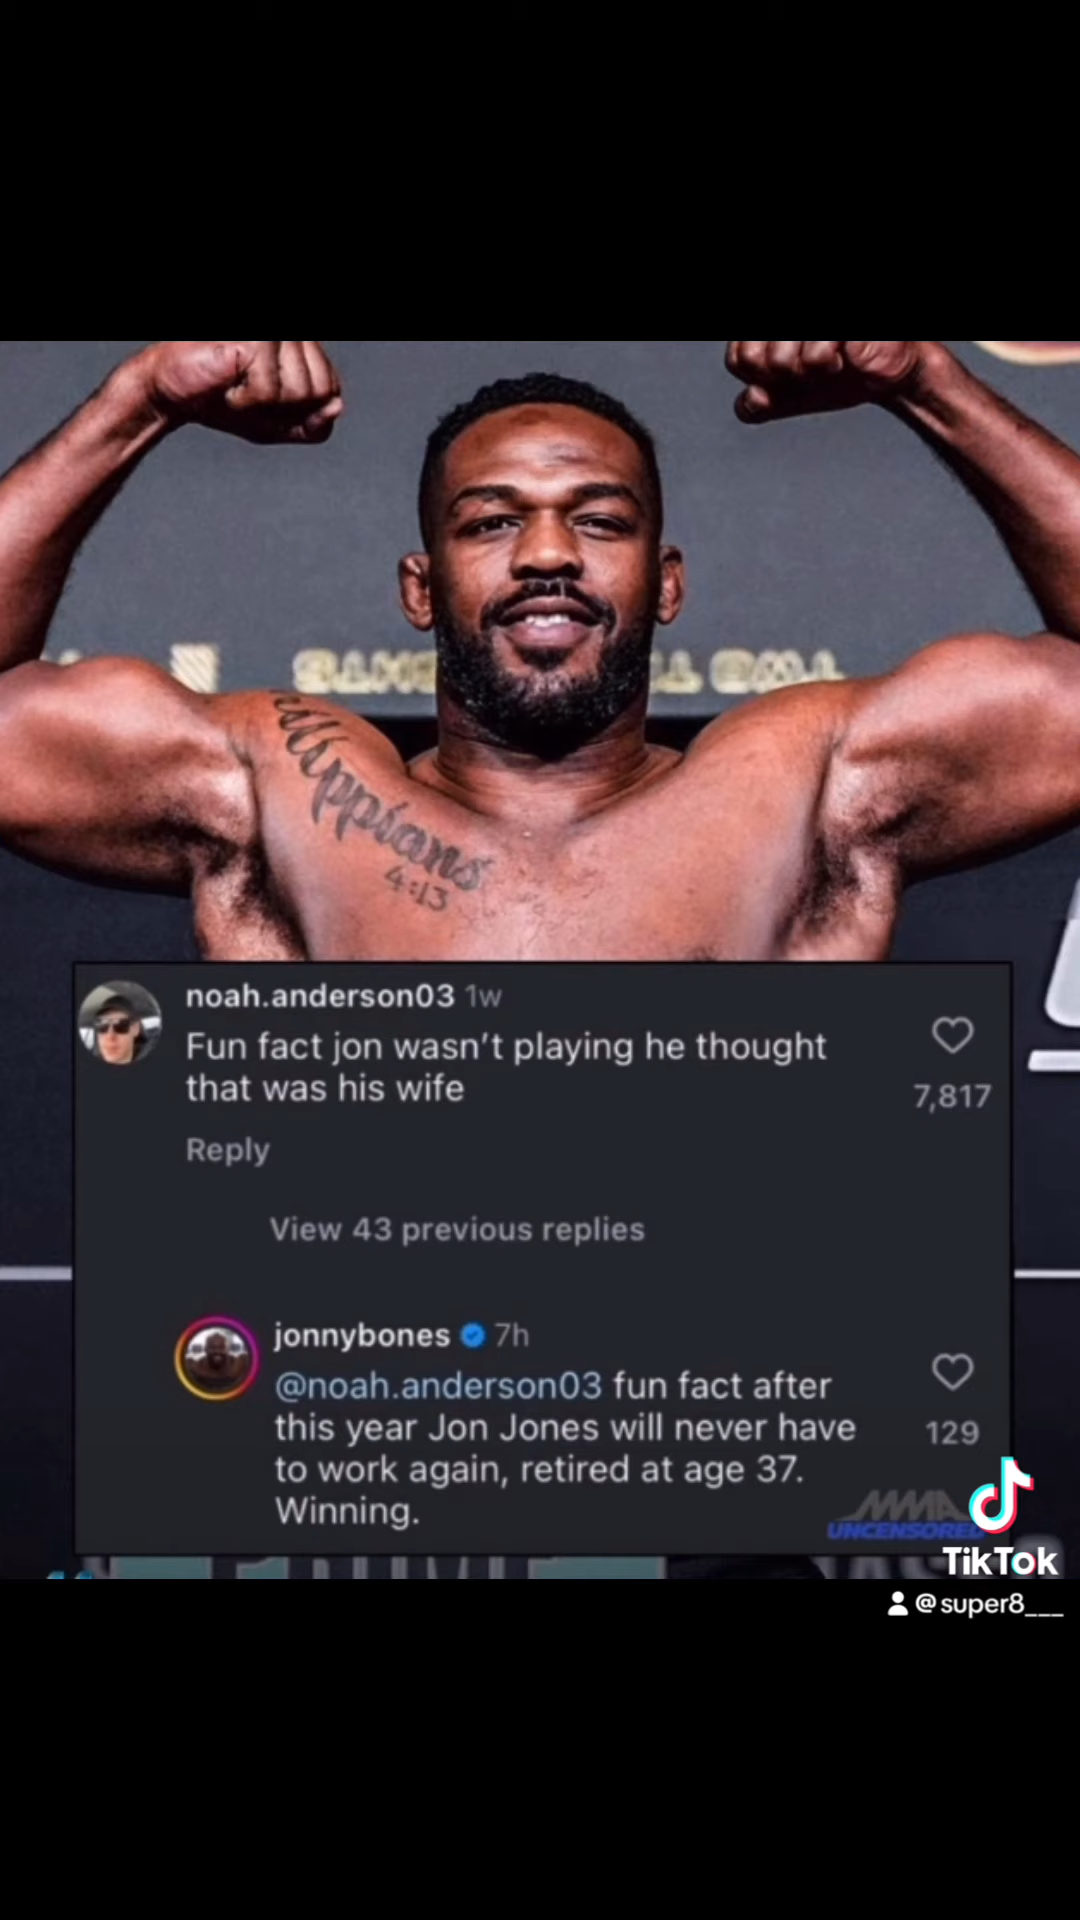 Phillippians
4:13
noah.anderson03 1w
Fun fact jon wasn't playing he thought
that was his wife
7,817
Reply
View 43 previous replies
jonnybones 7h
@noah.anderson03 fun fact after
this year Jon Jones will never have
to work again, retired at age 37.
Winning.
129
MMA
UNCENSORED
TikTok
@super8___